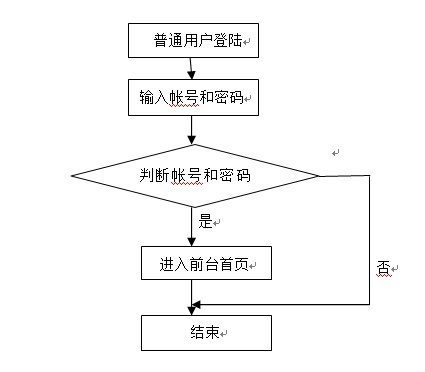 普通用户登陆
输入帐号和密码
判断帐号和密码
是
进入前台首页
否
结束